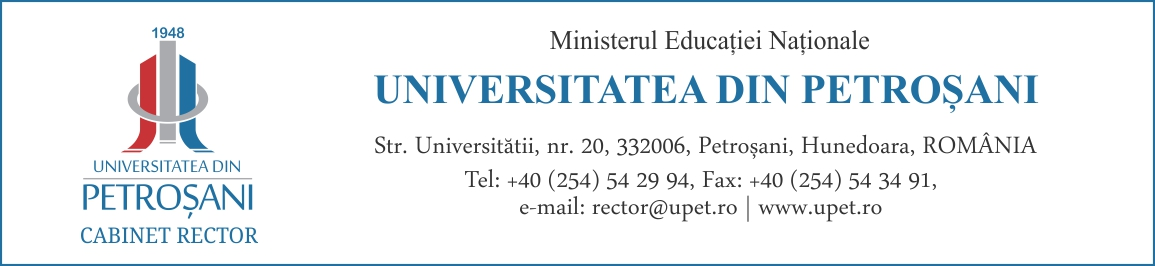 1948
UNIVERSITATEA DIN
PETROȘANI
CABINET RECTOR
Ministerul Educației Naționale
UNIVERSITATEA DIN PETROȘANI
Str. Universitătii, nr. 20, 332006, Petroșani, Hunedoara, ROMÂNIA
Tel: +40 (254) 54 29 94, Fax: +40 (254) 54 34 91,
e-mail: rector@upet.ro | www.upet.ro